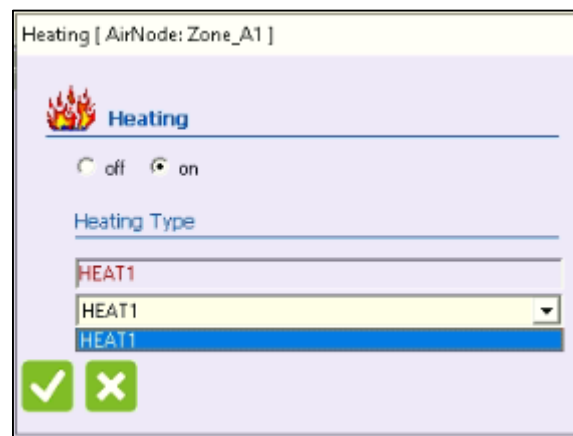 Heating [ AirNode: Zone_A1 ]
Heating
off on
Heating Type
HEAT1
HEAT1
HEAT1